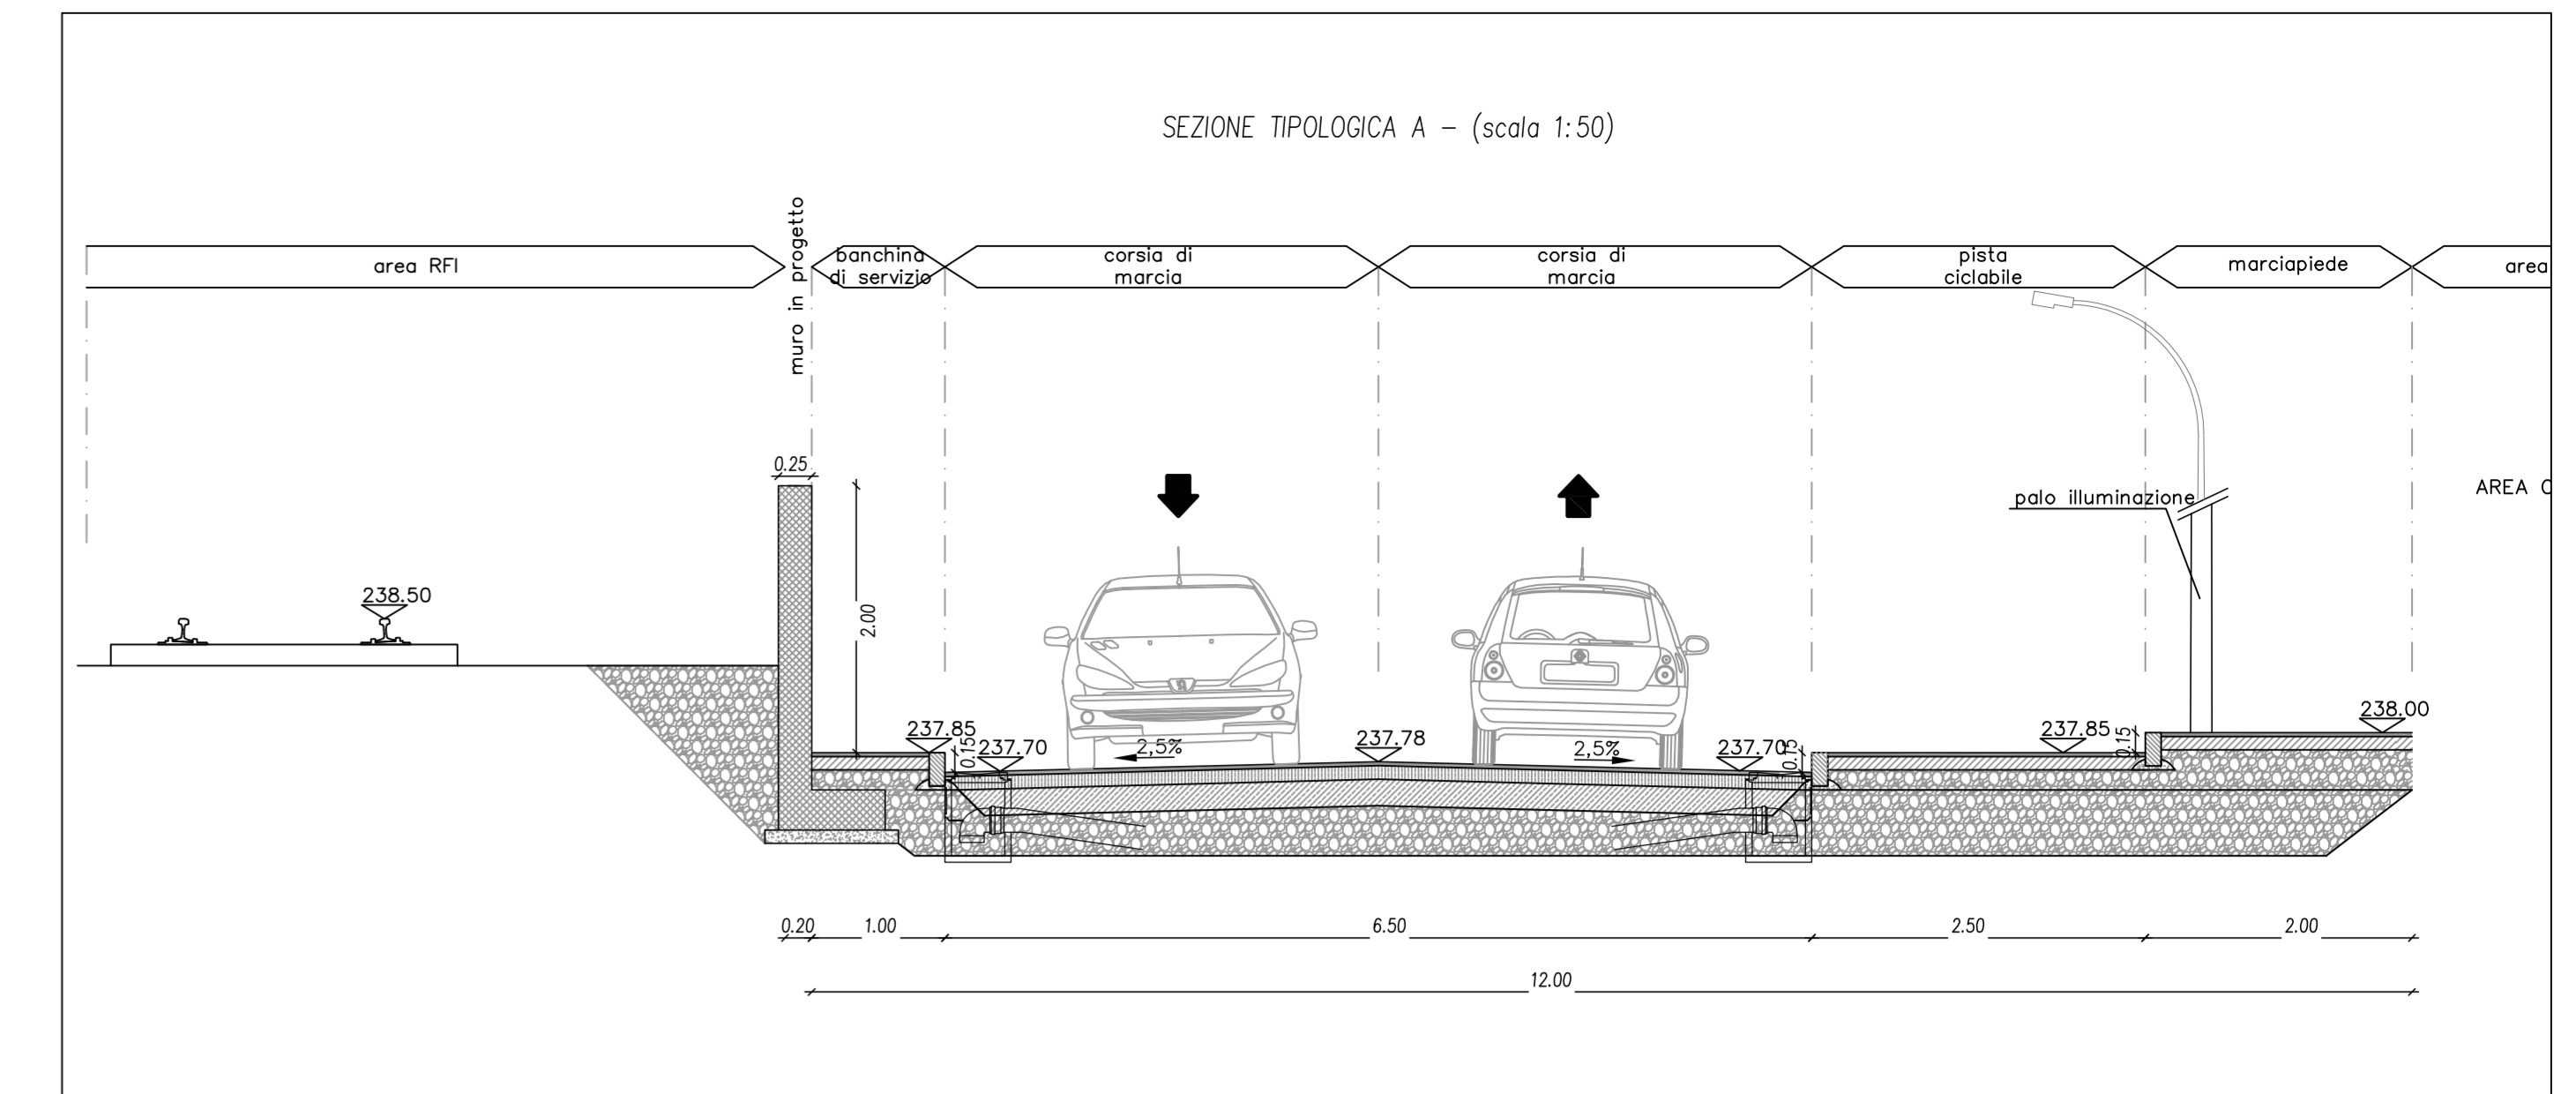 SEZIONE TIPOLOGICA A - (scala 1:50)
area RFI
muro in progetto
banchina
di servizio
corsia di
marcia
corsia di
marcia
pista
ciclabile
marciapiede
area
0.25
2.00
palo illuminazione
AREA
238.50
237.85
0.15
237.70
2,5%
237.78
2,5%
237.70
0.15
237.85
0.15
238.00
0.20
1.00
6.50
2.50
2.00
12.00